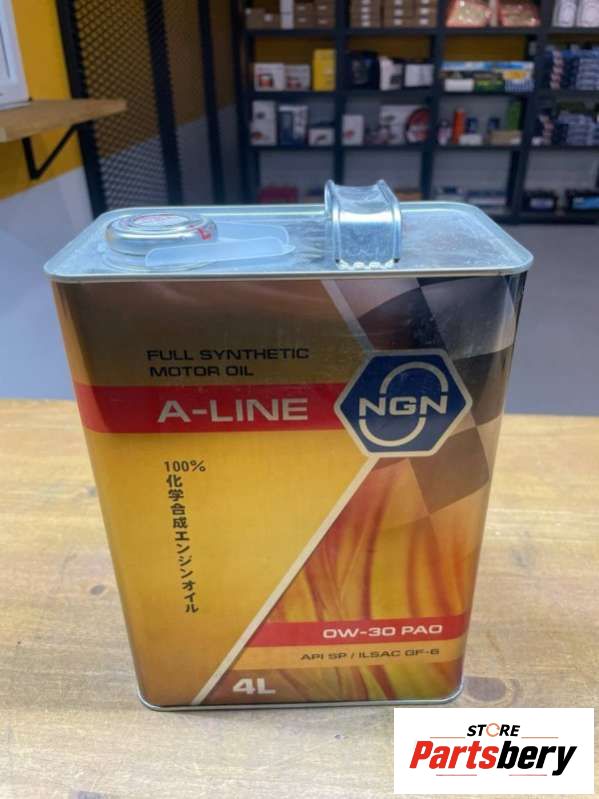 FULL SYNTHETIC
MOTOR OIL
A-LINE
NGN
100%
化学合成エンジンオイル
0W-30 PAO
API SP / ILSAC GF-6
4L
STORE
Partsbery